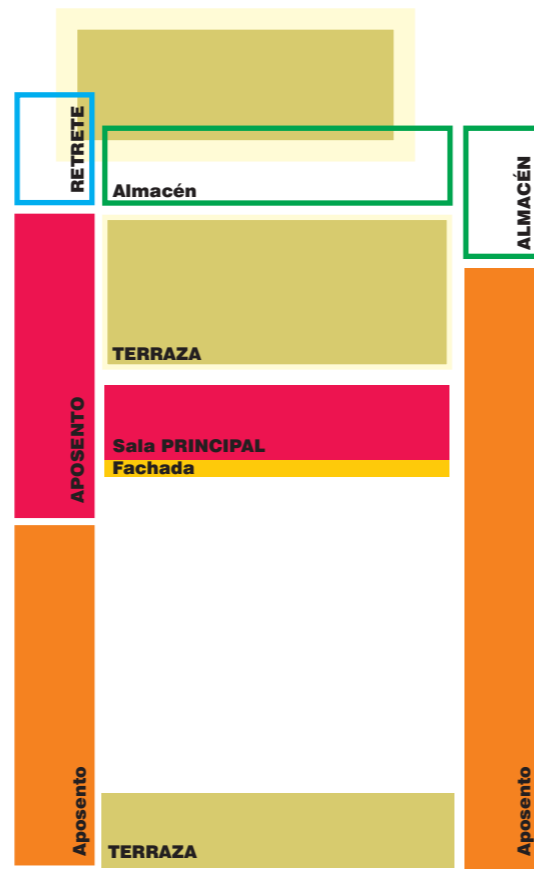 RETRETE
Almacén
ALMACÉN
TERRAZA
APOSENTO
Sala PRINCIPAL
Fachada
Aposento
TERRAZA
Aposento